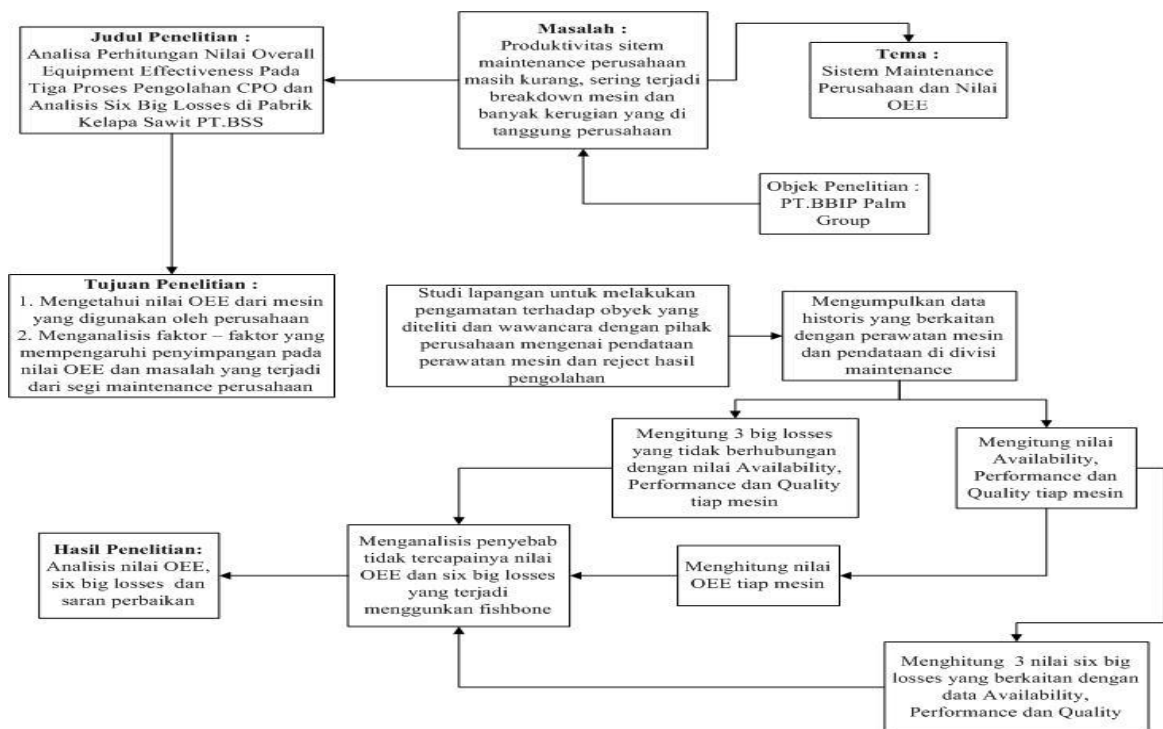 Judul Penelitian :
Analisa Perhitungan Nilai Overall
Equipment Effectiveness Pada
Tiga Proses Pengolahan CPO dan
Analisis Six Big Losses di Pabrik
Kelapa Sawit PT.BSS
Masalah :
Produktivitas sitem
maintenance perusahaan
masih kurang, sering terjadi
breakdown mesin dan
banyak kerugian yang di
tanggung perusahaan
Tema :
Sistem Maintenance
Perusahaan dan Nilai
OEE
Objek Penelitian :
PT.BBIP Palm
Group
Tujuan Penelitian :
1. Mengetahui nilai OEE dari mesin
yang digunakan oleh perusahaan
2. Menganalisis faktor – faktor yang
mempengaruhi penyimpangan pada
nilai OEE dan masalah yang terjadi
dari segi maintenance perusahaan
Studi lapangan untuk melakukan
pengamatan terhadap obyek yang
diteliti dan wawancara dengan pihak
perusahaan mengenai pendataan
perawatan mesin dan reject hasil
pengolahan
Mengumpulkan data
historis yang berkaitan
dengan perawatan mesin
dan pendataan di divisi
maintenance
Mengitung 3 big losses
yang tidak berhubungan
dengan nilai Availability,
Performance dan Quality
tiap mesin
Mengitung nilai
Availability,
Performance dan
Quality tiap mesin
Hasil Penelitian:
Analisis nilai OEE,
six big losses dan
saran perbaikan
Menganalisis penyebab
tidak tercapainya nilai
OEE dan six big losses
yang terjadi
menggunkan fishbone
Menghitung nilai
OEE tiap mesin
Menghitung 3 nilai six big
losses yang berkaitan dengan
data Availability,
Performance dan Quality